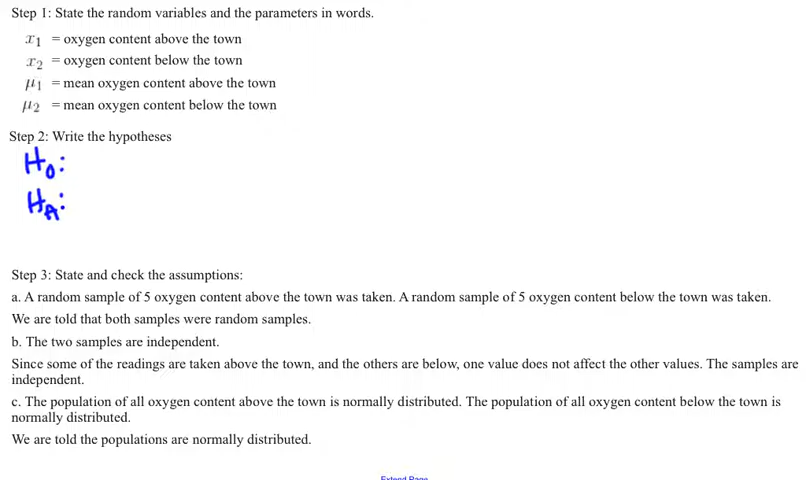 Step 1: State the random variables and the parameters in words.
x₁ = oxygen content above the town
x₂ = oxygen content below the town
μ₁ = mean oxygen content above the town
μ₂ = mean oxygen content below the town
Step 2: Write the hypotheses
H₀:
H_A:
Step 3: State and check the assumptions:
a. A random sample of 5 oxygen content above the town was taken. A random sample of 5 oxygen content below the town was taken.
We are told that both samples were random samples.
b. The two samples are independent.
Since some of the readings are taken above the town, and the others are below, one value does not affect the other values. The samples are
independent.
c. The population of all oxygen content above the town is normally distributed. The population of all oxygen content below the town is
normally distributed.
We are told the populations are normally distributed.
Extend Page